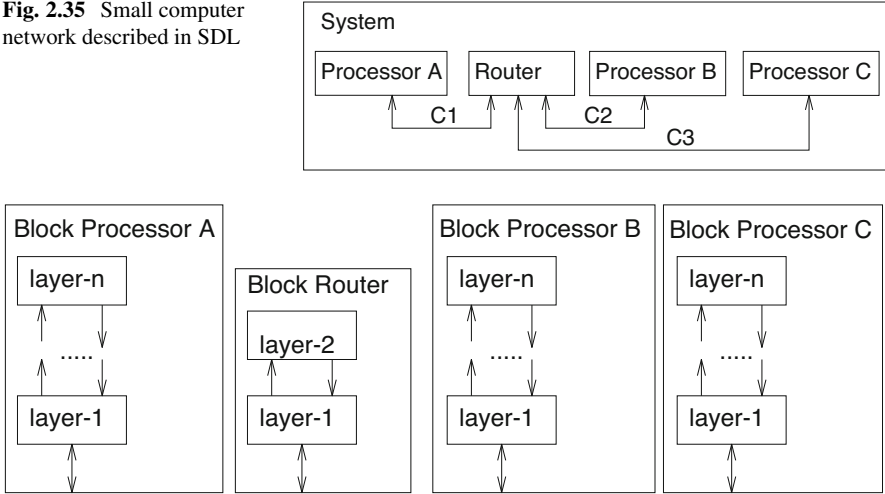 Fig. 2.35 Small computer
network described in SDL
System
Processor A Router Processor B Processor C
C1 C2
C3
Block Processor A
layer-n
.....
layer-1
Block Router
layer-2
layer-1
Block Processor B
layer-n
.....
layer-1
Block Processor C
layer-n
.....
layer-1